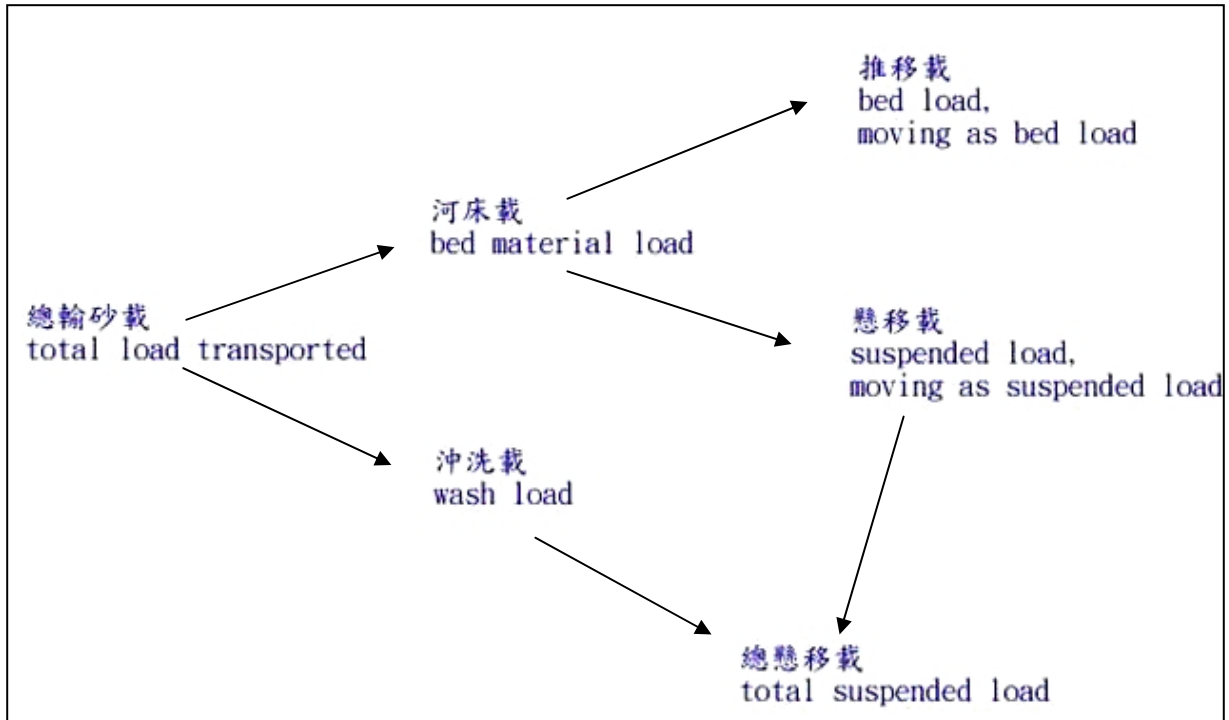 推移載
bed load,
moving as bed load
河床載
bed material load
總輸砂載
total load transported
懸移載
suspended load,
moving as suspended load
沖洗載
wash load
總懸移載
total suspended load